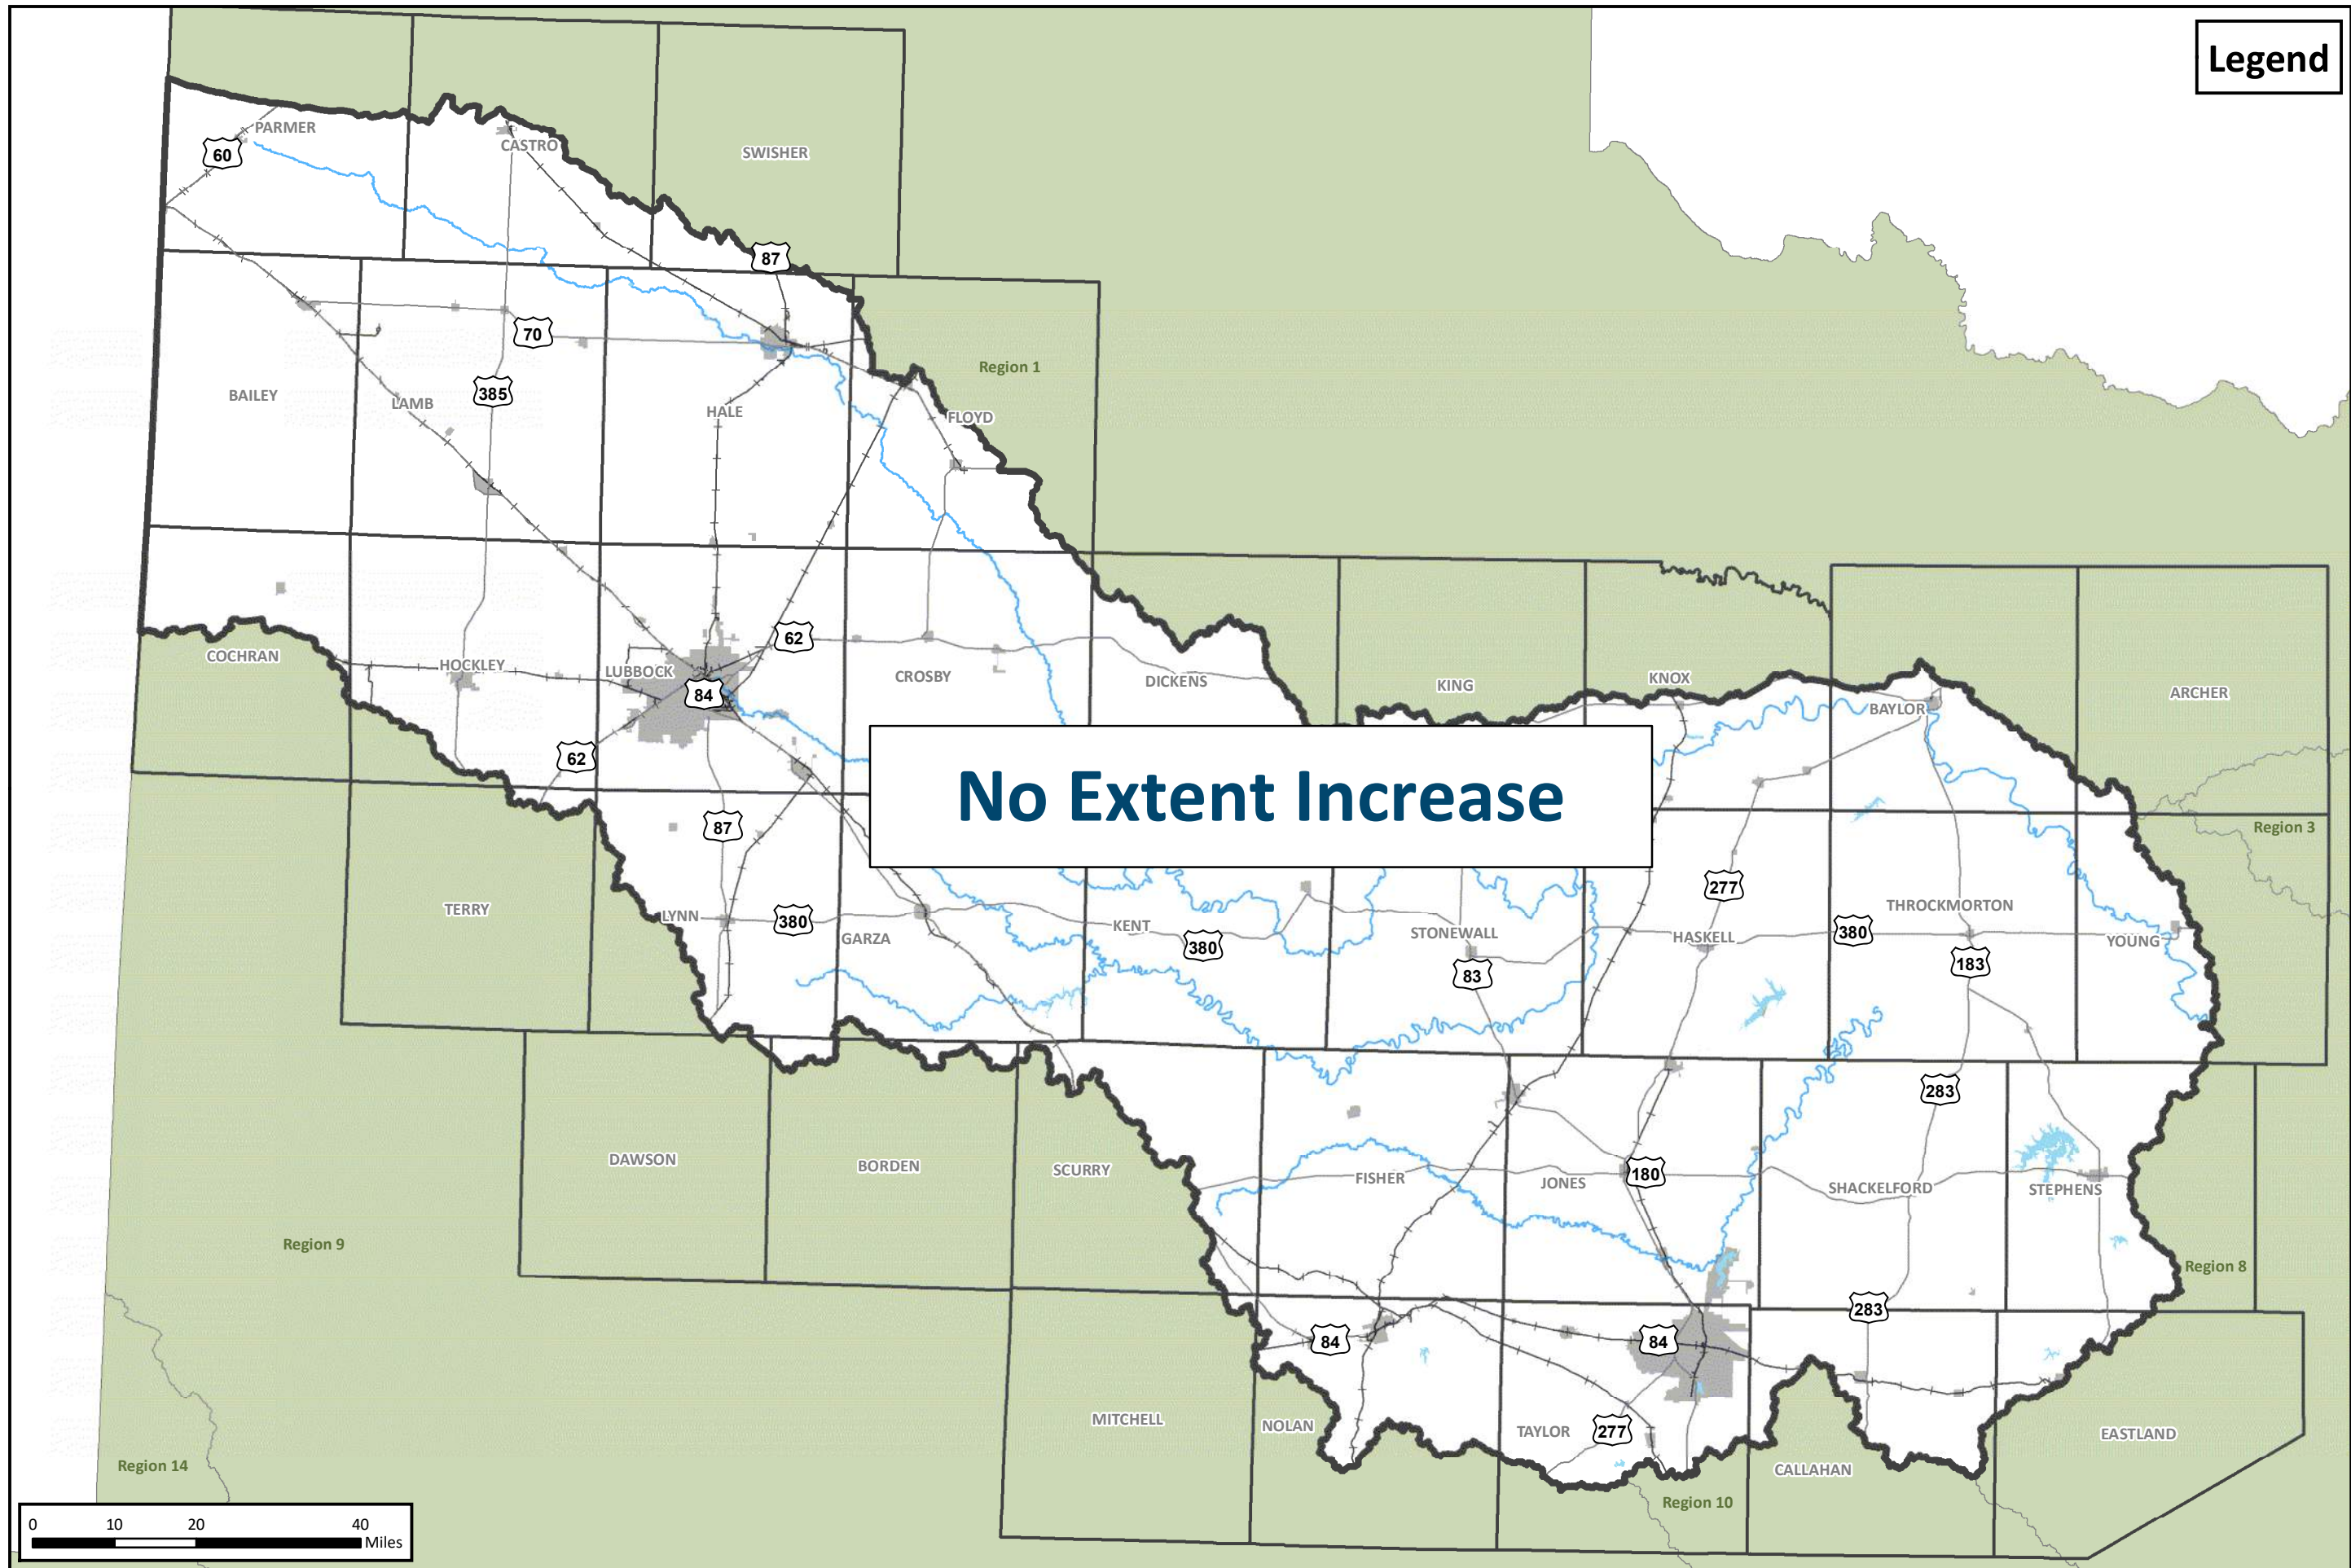 Legend
PARMER
60
CASTRO
SWISHER
87
70
Region 1
385
BAILEY
LAMB
HALE
FLOYD
62
COCHRAN
HOCKLEY
LUBBOCK
84
CROSBY
DICKENS
KING
KNOX
ARCHER
BAYLOR
62
No Extent Increase
87
Region 3
277
TERRY
LYNN
380
GARZA
KENT
380
STONEWALL
83
HASKELL
380
THROCKMORTON
183
YOUNG
283
DAWSON
BORDEN
SCURRY
FISHER
JONES
180
SHACKELFORD
STEPHENS
Region 9
Region 8
283
84
84
MITCHELL
NOLAN
TAYLOR
277
CALLAHAN
EASTLAND
Region 14
Region 10
0 10 20 40
Miles